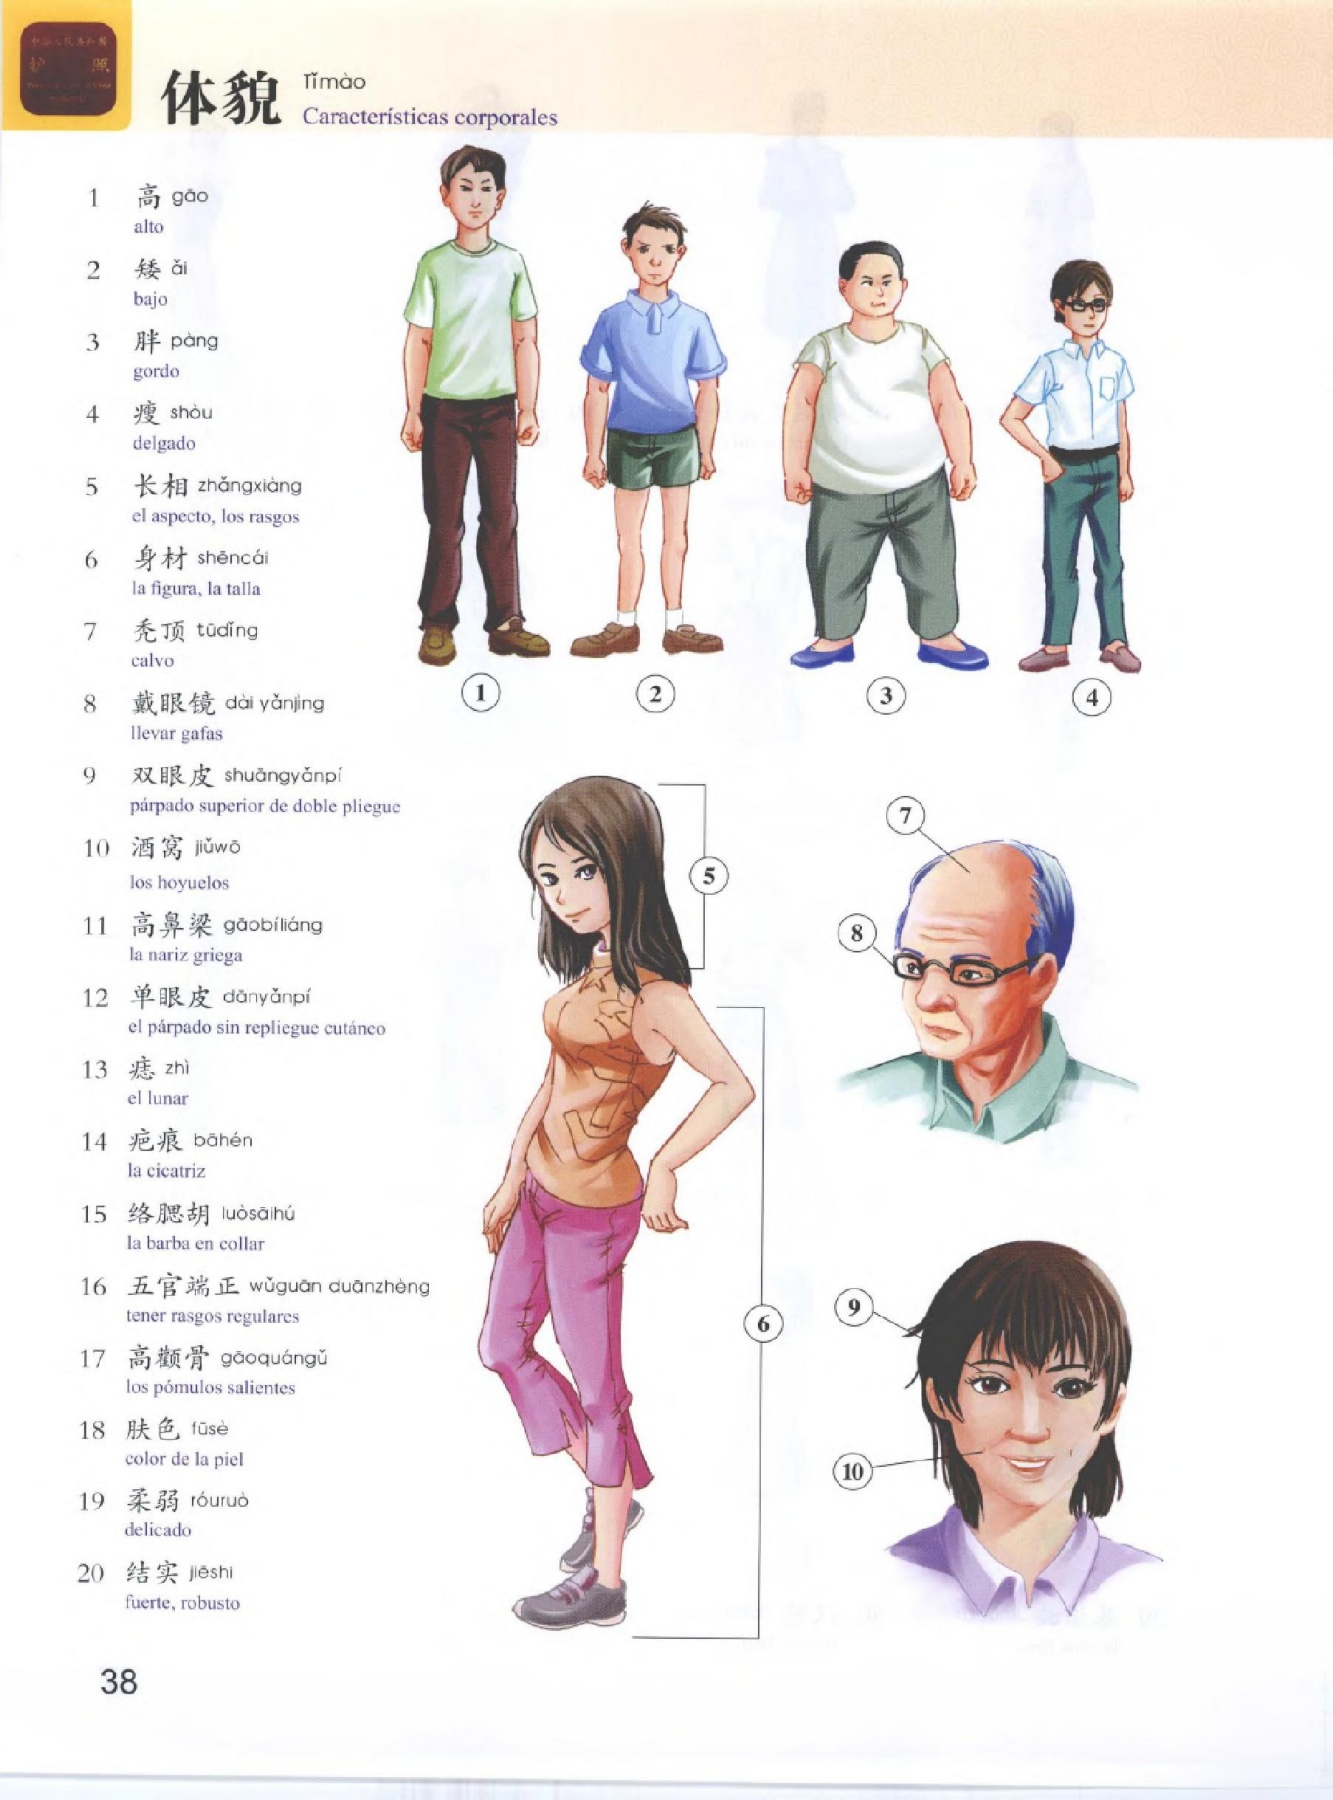 体貌 Tǐmào
Características corporales
1 高 gāo
alto
2 矮 ǎi
bajo
3 胖 pàng
gordo
4 瘦 shòu
delgado
5 长相 zhǎngxiàng
el aspecto, los rasgos
6 身材 shēncái
la figura, la talla
7 秃顶 tūdǐng
calvo
8 戴眼镜 dài yǎnjìng
llevar gafas
9 双眼皮 shuāngyǎnpí
párpado superior de doble pliegue
10 酒窝 jiǔwō
los hoyuelos
11 高鼻梁 gāobíliáng
la nariz griega
12 单眼皮 dānyǎnpí
el párpado sin repliegue cutáneo
13 痣 zhì
el lunar
14 疤痕 bāhén
la cicatriz
15 络腮胡 luòsāihú
la barba en collar
16 五官端正 wǔguān duānzhèng
tener rasgos regulares
17 高颧骨 gāoquángǔ
los pómulos salientes
18 肤色 fūsè
color de la piel
19 柔弱 róuruò
delicado
20 结实 jiēshi
fuerte, robusto
1
2
3
4
5
6
7
8
9
10
38